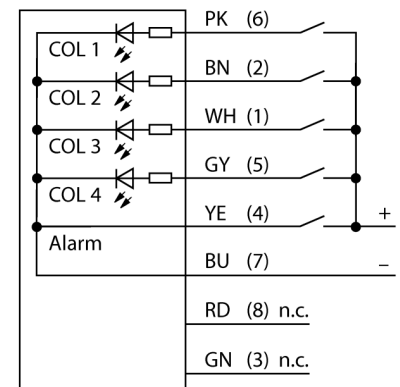 PK (6)
COL 1
BN (2)
COL 2
WH (1)
COL 3
GY (5)
COL 4
YE (4) +
Alarm
BU (7) –
RD (8) n.c.
GN (3) n.c.